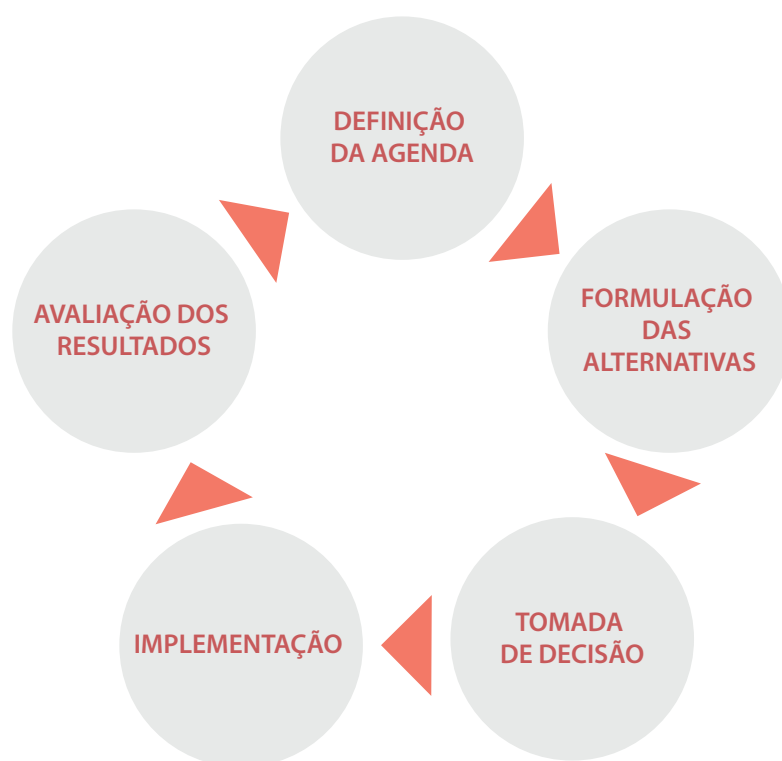 DEFINIÇÃO
DA AGENDA
FORMULAÇÃO
DAS
ALTERNATIVAS
TOMADA
DE DECISÃO
IMPLEMENTAÇÃO
AVALIAÇÃO DOS
RESULTADOS